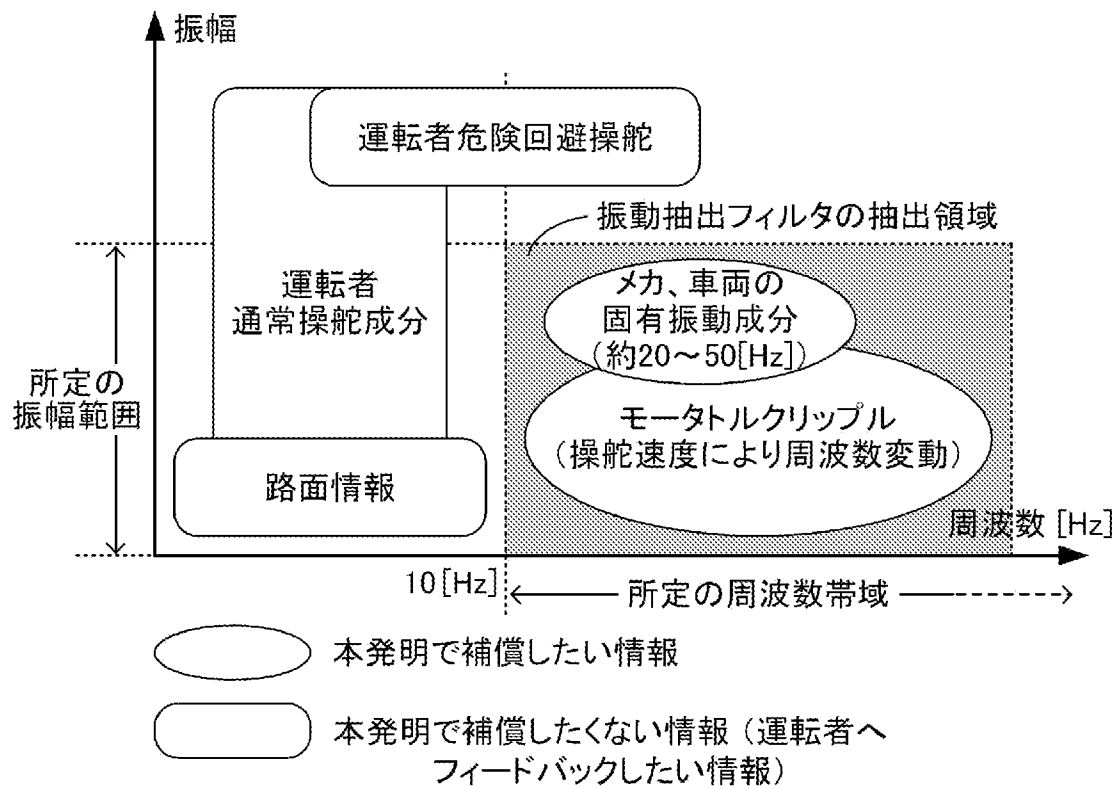 振幅
運転者危険回避操舵
振動抽出フィルタの抽出領域
運転者
通常操舵成分
メカ、車両の
固有振動成分
(約20～50[Hz])
所定の
振幅範囲
モータトルクリップル
(操舵速度により周波数変動)
路面情報
周波数 [Hz]
10[Hz]
所定の周波数帯域
本発明で補償したい情報
本発明で補償したくない情報（運転者へ
フィードバックしたい情報）